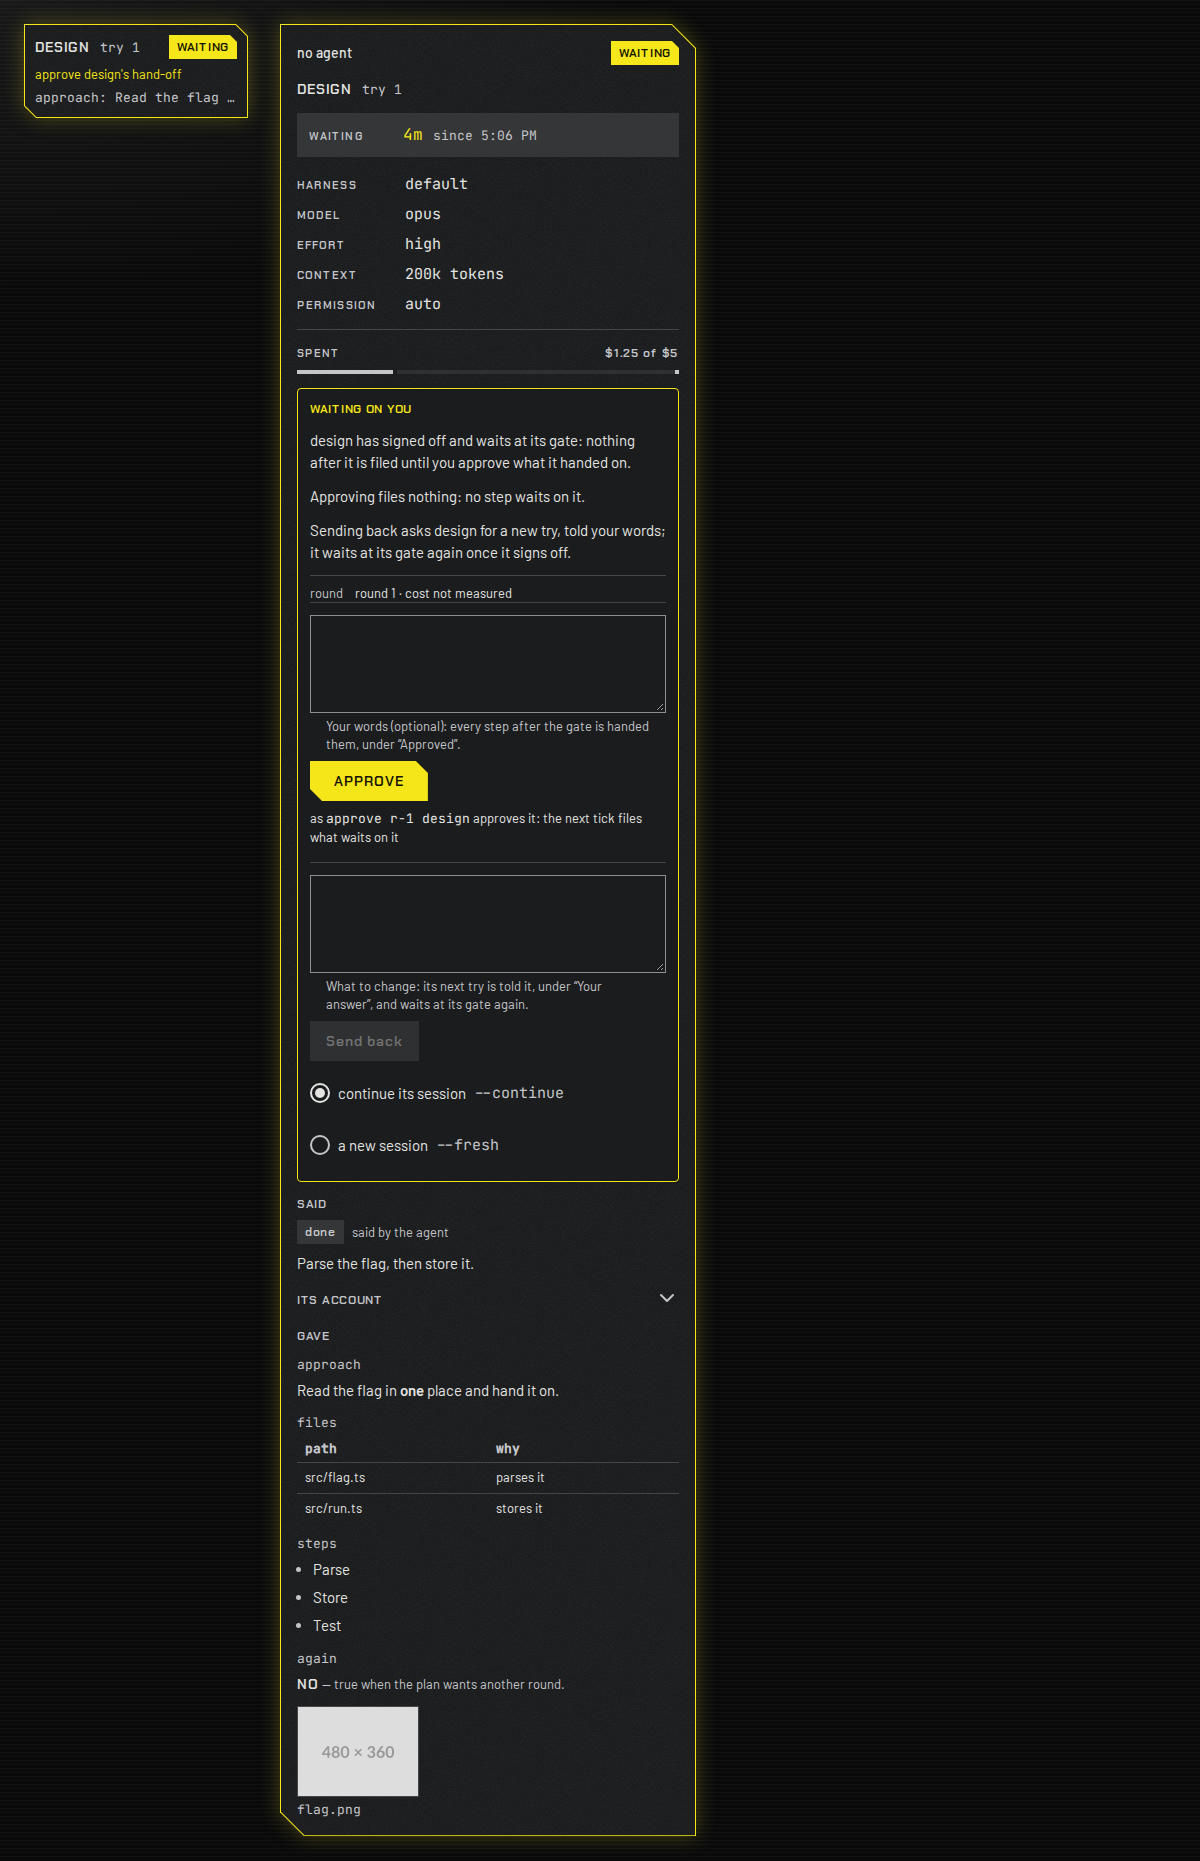 DESIGN try 1 WAITING
approve design's hand-off
approach: Read the flag …
no agent WAITING
DESIGN try 1
WAITING 4m since 5:06 PM
HARNESS default
MODEL opus
EFFORT high
CONTEXT 200k tokens
PERMISSION auto
SPENT $1.25 of $5
WAITING ON YOU
design has signed off and waits at its gate: nothing
after it is filed until you approve what it handed on.
Approving files nothing: no step waits on it.
Sending back asks design for a new try, told your words;
it waits at its gate again once it signs off.
round round 1 · cost not measured
Your words (optional): every step after the gate is handed
them, under “Approved”.
APPROVE
as approve r-1 design approves it: the next tick files
what waits on it
What to change: its next try is told it, under “Your
answer”, and waits at its gate again.
Send back
continue its session --continue
a new session --fresh
SAID
done said by the agent
Parse the flag, then store it.
ITS ACCOUNT
GAVE
approach
Read the flag in one place and hand it on.
files
path why
src/flag.ts parses it
src/run.ts stores it
steps
• Parse
• Store
• Test
again
NO — true when the plan wants another round.
480 × 360
flag.png